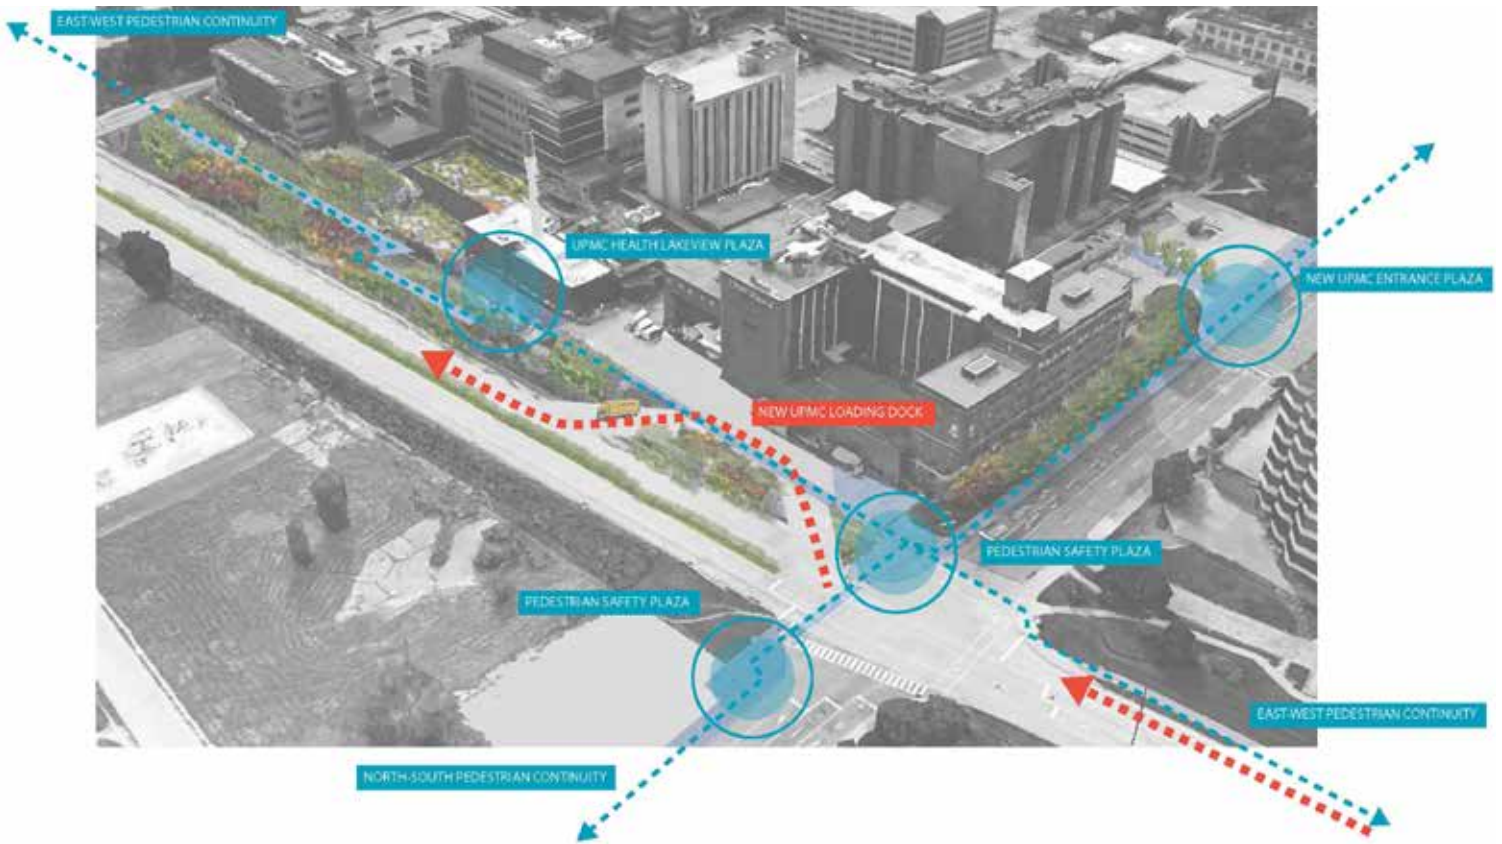 EAST-WEST PEDESTRIAN CONTINUITY
UPMC HEALTH LAKEVIEW PLAZA
NEW UPMC ENTRANCE PLAZA
NEW UPMC LOADING DOCK
PEDESTRIAN SAFETY PLAZA
PEDESTRIAN SAFETY PLAZA
EAST-WEST PEDESTRIAN CONTINUITY
NORTH-SOUTH PEDESTRIAN CONTINUITY